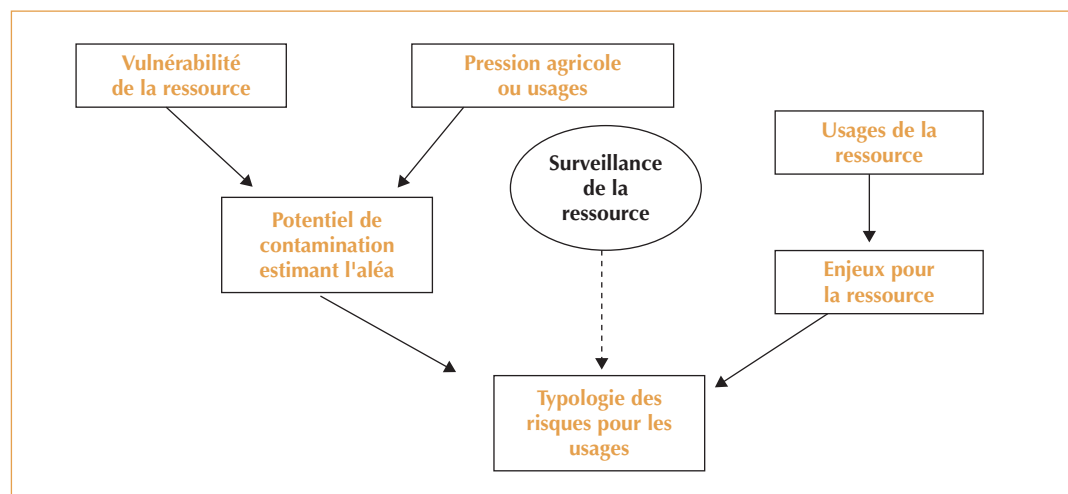 Vulnérabilité
de la ressource
Pression agricole
ou usages
Usages de la
ressource
Surveillance
de la
ressource
Potentiel de
contamination
estimant l'aléa
Enjeux pour
la ressource
Typologie des
risques pour les
usages